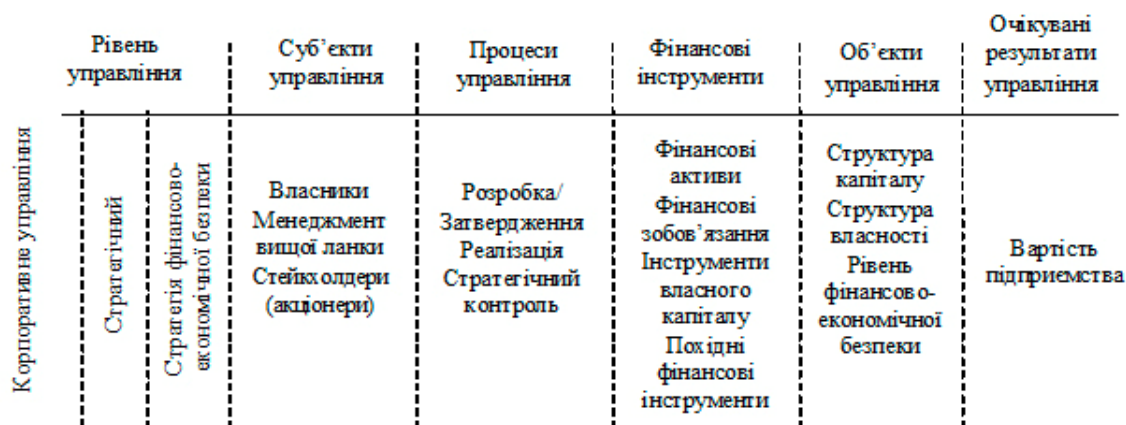 Рівень
управління
Суб’єкти
управління
Процеси
управління
Фінансові
інструменти
Об’єкти
управління
Очікувані
результати
управління
Корпоративне управління
Стратегічний
Стратегія фінансово-
економічної безпеки
Власники
Менеджмент
вищої ланки
Стейкхолдери
(акціонери)
Розробка/
Затвердження
Реалізація
Стратегічний
контроль
Фінансові
активи
Фінансові
зобов’язання
Інструменти
власного
капіталу
Похідні
фінансові
інструменти
Структура
капіталу
Структура
власності
Рівень
фінансово-
економічної
безпеки
Вартість
підприємства